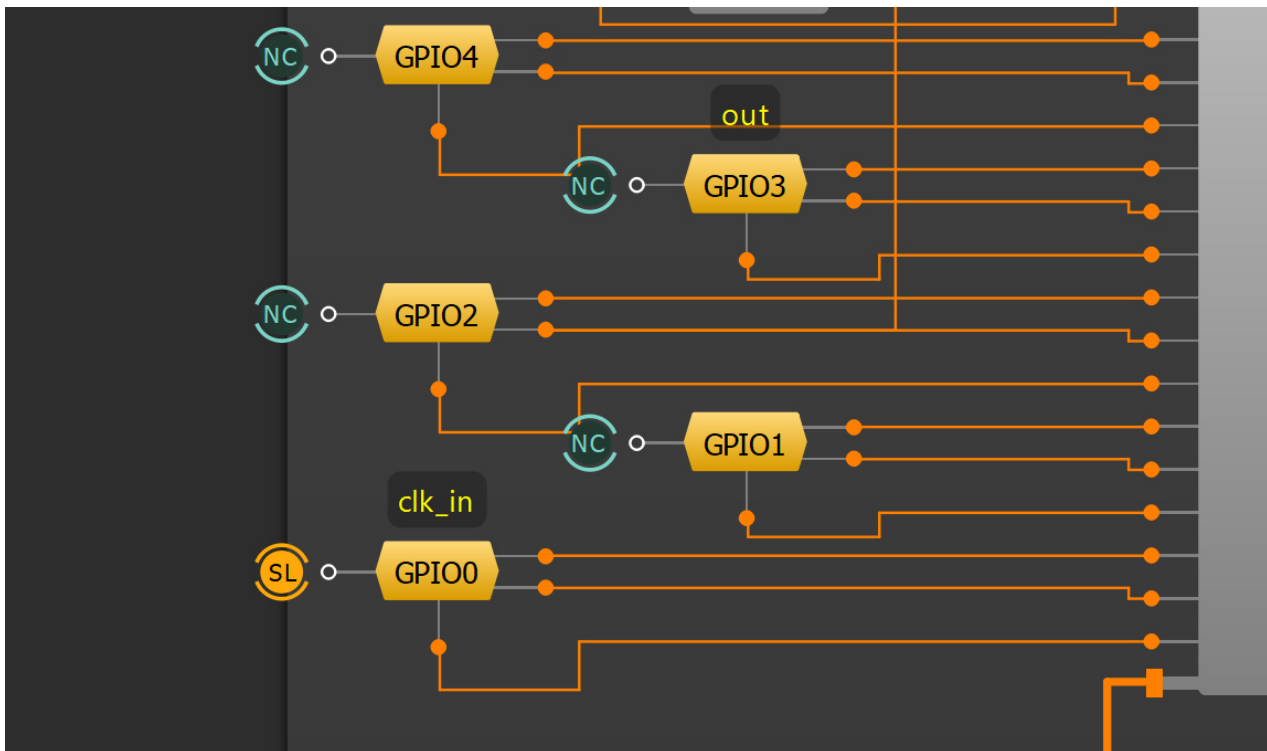 NC GPIO4
out
NC GPIO3
NC GPIO2
NC GPIO1
clk_in
SL GPIO0